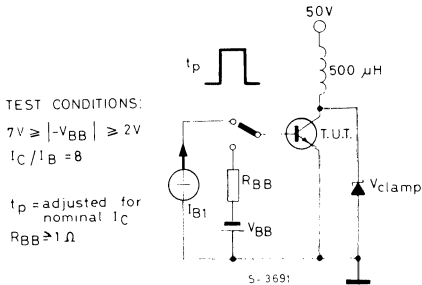 50V
tp
500 µH
TEST CONDITIONS:
7V ≥ |-VBB| ≥ 2V
IC/IB = 8
tp = adjusted for
nominal IC
RBB ≥ 1 Ω
T.U.T.
RBB
Vclamp
IB1
VBB
S-3691